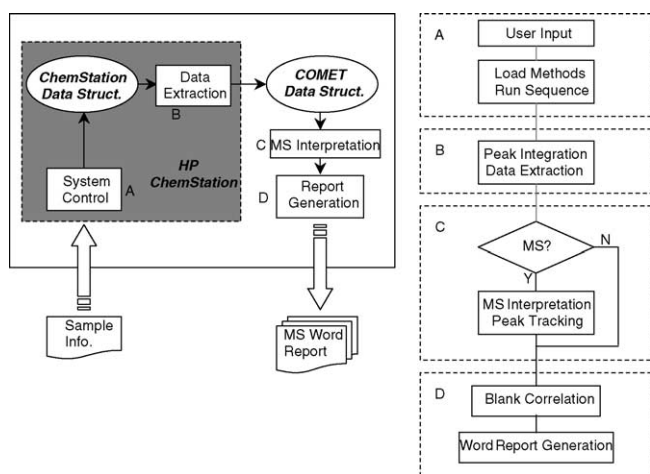 ChemStation
Data Struct.
Data
Extraction
B
COMET
Data Struct.
C
MS Interpretation
HP
ChemStation
System
Control
A
D
Report
Generation
Sample
Info.
MS Word
Report
A
User Input
Load Methods
Run Sequence
B
Peak Integration
Data Extraction
C
MS?
N
Y
MS Interpretation
Peak Tracking
D
Blank Correlation
Word Report Generation